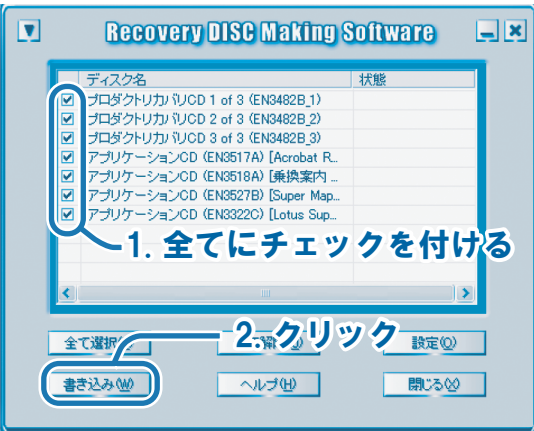 Recovery DISC Making Software
ディスク名 状態
プロダクトリカバリCD 1 of 3 (EN3482B_1)
プロダクトリカバリCD 2 of 3 (EN3482B_2)
プロダクトリカバリCD 3 of 3 (EN3482B_3)
アプリケーションCD (EN3517A) [Acrobat R...
アプリケーションCD (EN3518A) [乗換案内 ...
アプリケーションCD (EN3527B) [Super Map...
アプリケーションCD (EN3322C) [Lotus Sup...
1. 全てにチェックを付ける
2. クリック
全て選択 設定(O)
書き込み(W) ヘルプ(H) 閉じる(X)